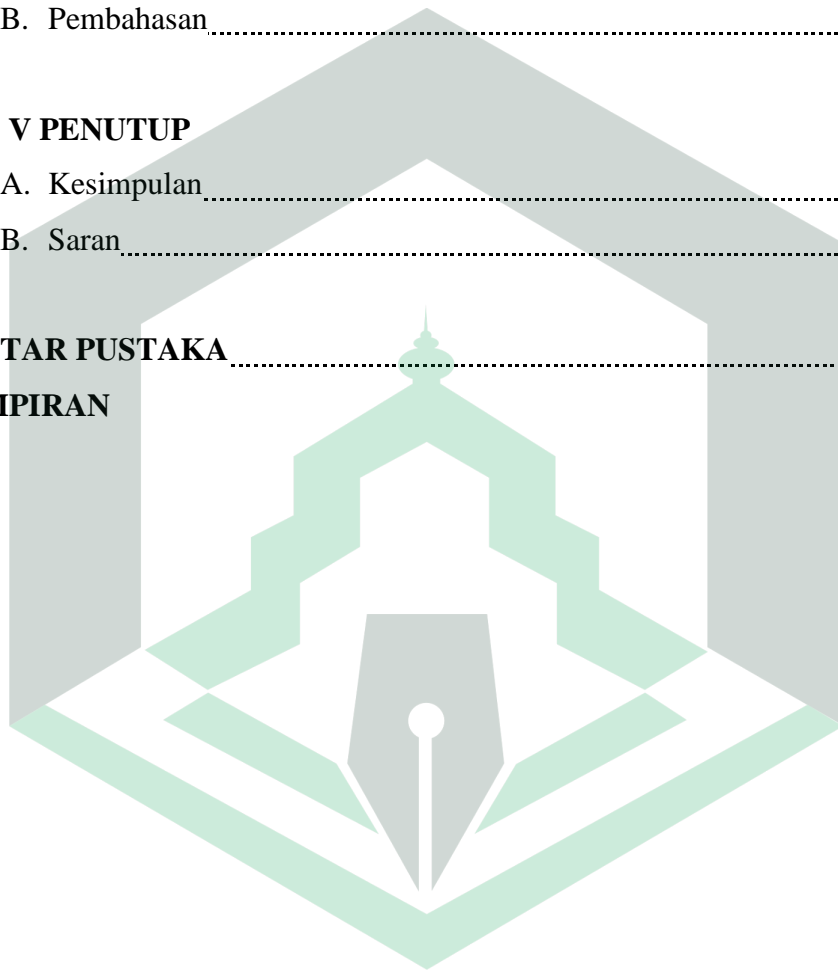 B. Pembahasan
V PENUTUP
A. Kesimpulan
B. Saran
TAR PUSTAKA
IPIRAN